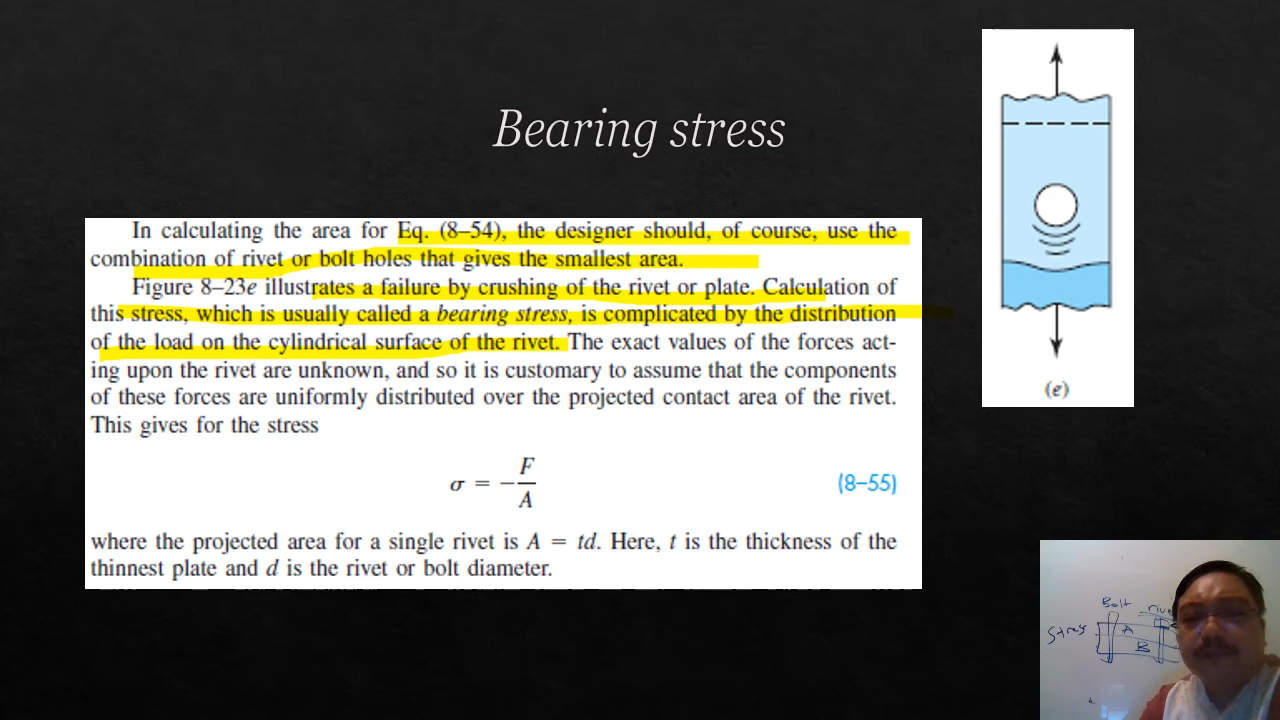 Bearing stress
In calculating the area for Eq. (8–54), the designer should, of course, use the
combination of rivet or bolt holes that gives the smallest area.
Figure 8–23e illustrates a failure by crushing of the rivet or plate. Calculation of
this stress, which is usually called a bearing stress, is complicated by the distribution
of the load on the cylindrical surface of the rivet. The exact values of the forces act-
ing upon the rivet are unknown, and so it is customary to assume that the components
of these forces are uniformly distributed over the projected contact area of the rivet.
This gives for the stress
σ = −F/A (8–55)
where the projected area for a single rivet is A = td. Here, t is the thickness of the
thinnest plate and d is the rivet or bolt diameter.
(e)
Bolt
Stress
A
B